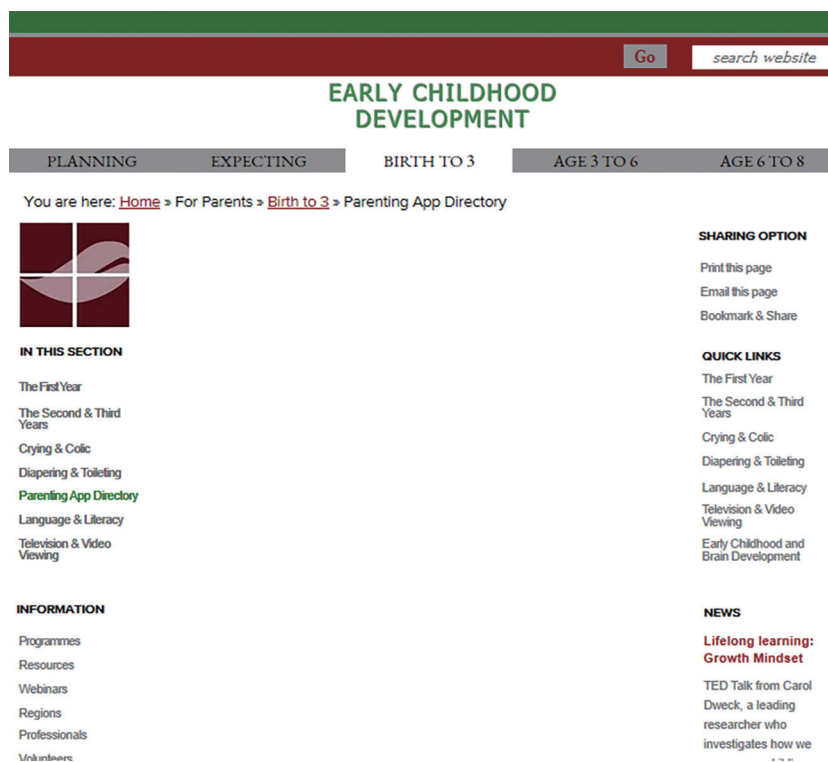 Go
search website
EARLY CHILDHOOD
DEVELOPMENT
PLANNING
EXPECTING
BIRTH TO 3
AGE 3 TO 6
AGE 6 TO 8
You are here: Home » For Parents » Birth to 3 » Parenting App Directory
IN THIS SECTION
The First Year
The Second & Third
Years
Crying & Colic
Diapering & Toileting
Parenting App Directory
Language & Literacy
Television & Video
Viewing
INFORMATION
Programmes
Resources
Webinars
Regions
Professionals
Volunteers
SHARING OPTION
Print this page
Email this page
Bookmark & Share
QUICK LINKS
The First Year
The Second & Third
Years
Crying & Colic
Diapering & Toileting
Language & Literacy
Television & Video
Viewing
Early Childhood and
Brain Development
NEWS
Lifelong learning:
Growth Mindset
TED Talk from Carol
Dweck, a leading
researcher who
investigates how we